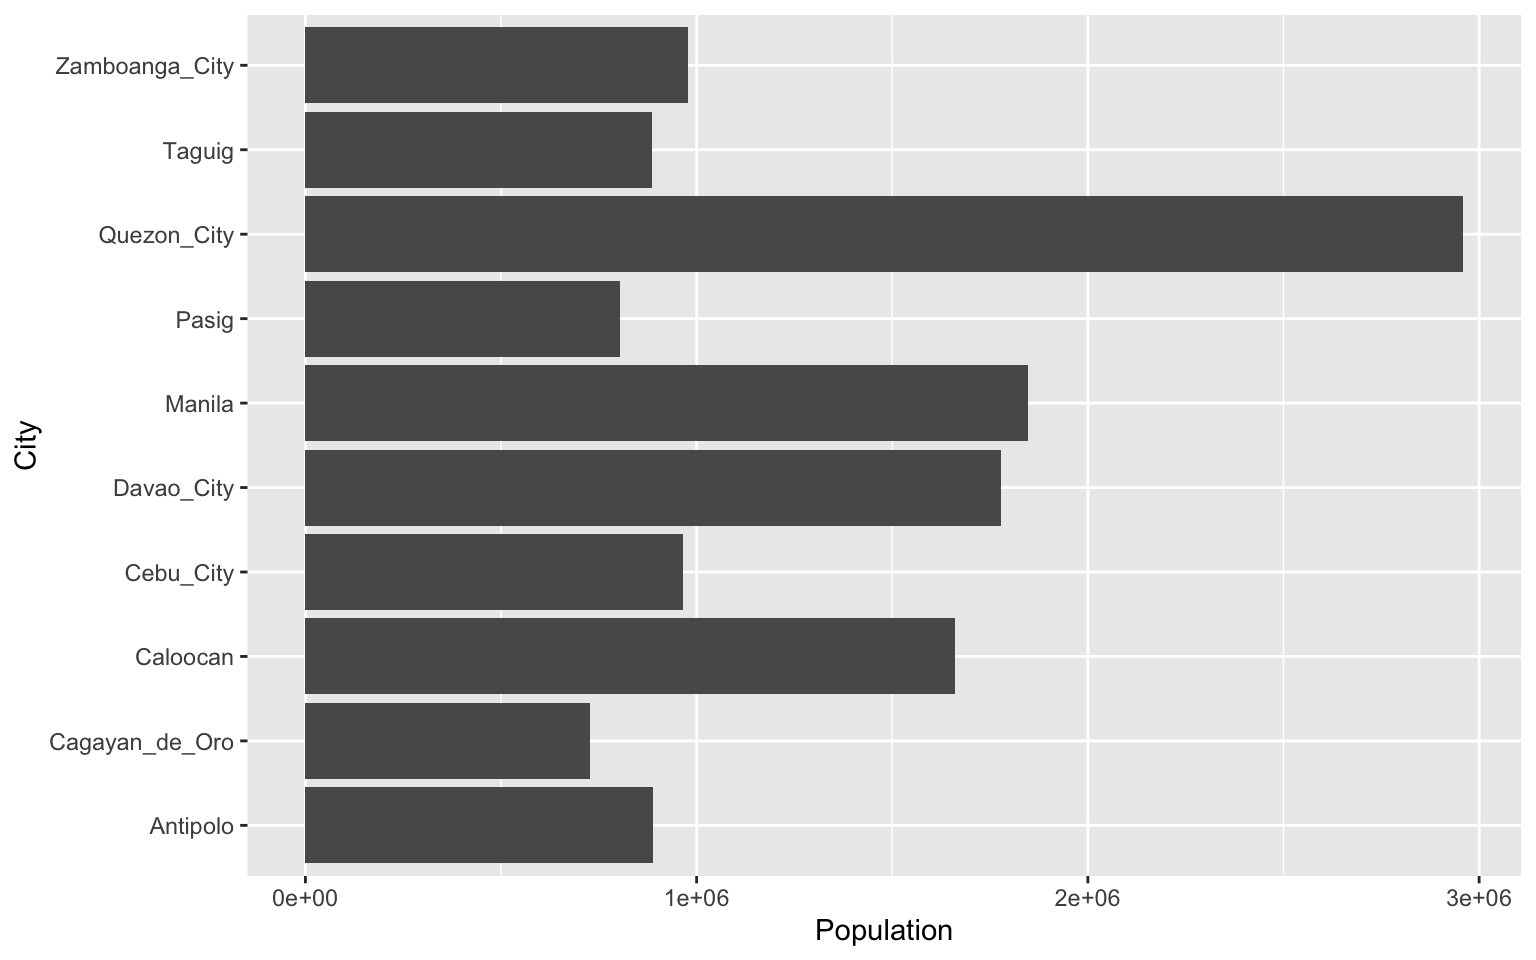 Zamboanga_City
Taguig
Quezon_City
Pasig
Manila
Davao_City
Cebu_City
Caloocan
Cagayan_de_Oro
Antipolo
City
0e+00 1e+06 2e+06 3e+06
Population